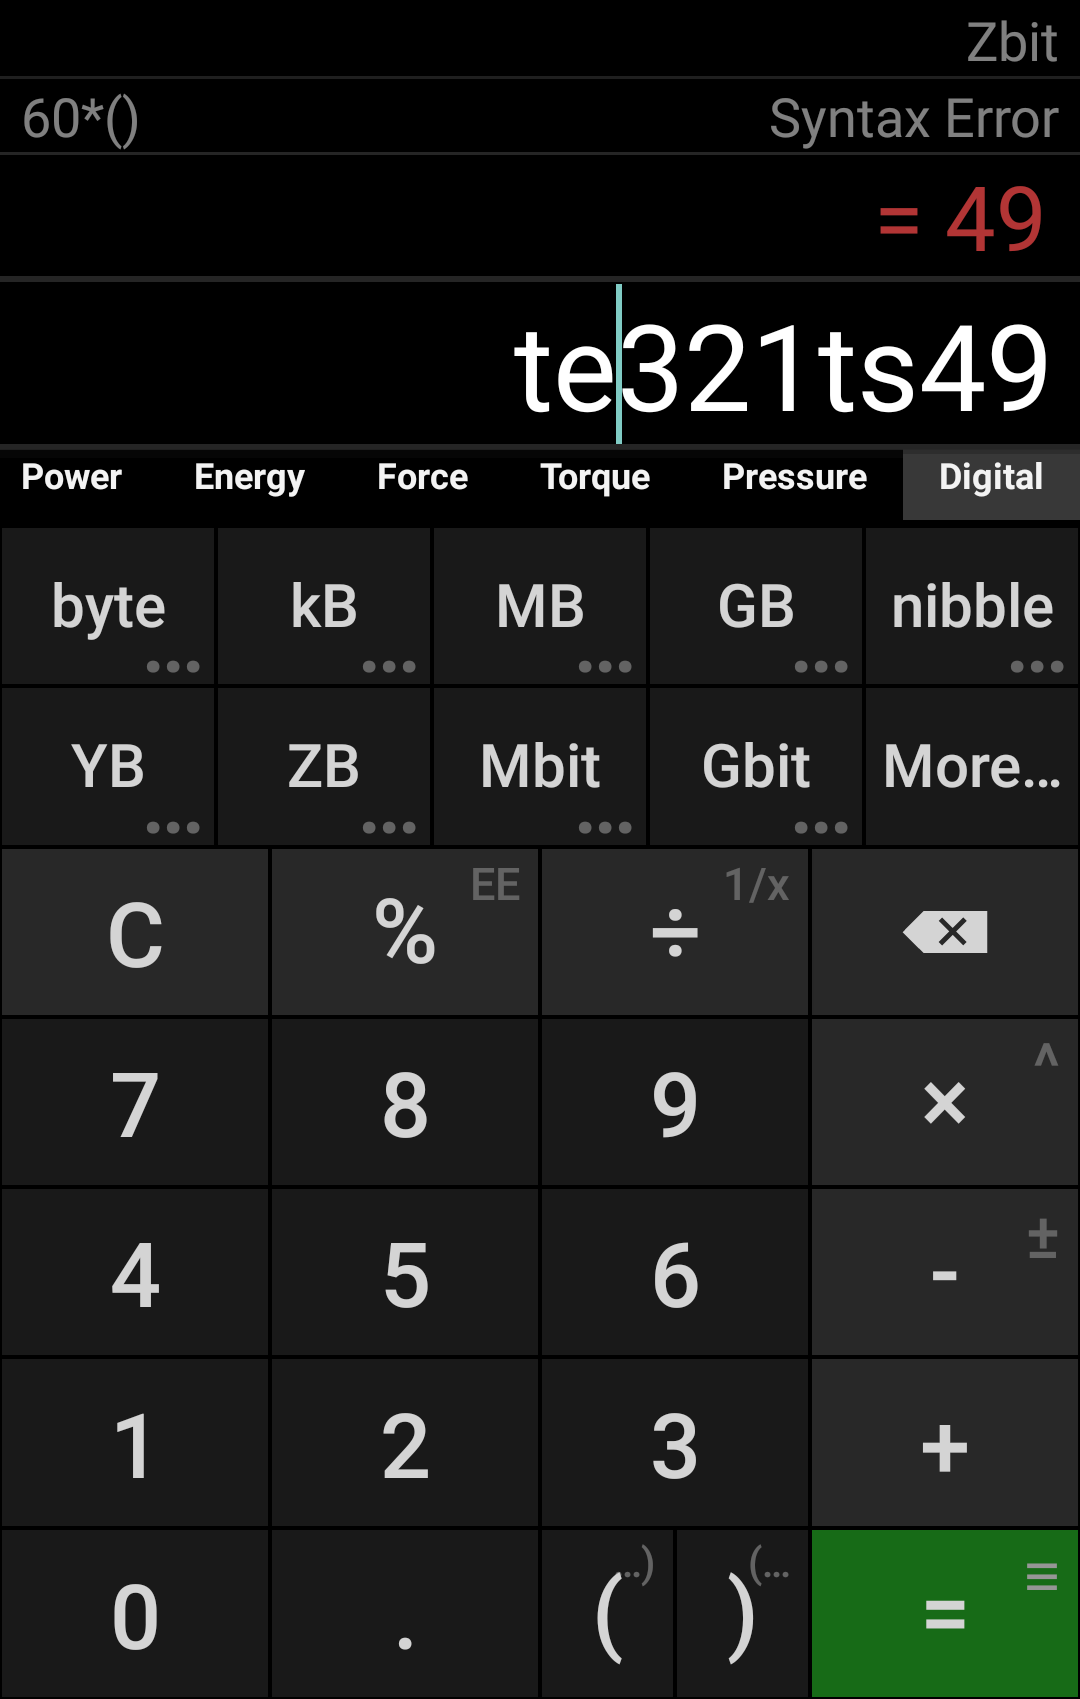 Zbit
60*() Syntax Error
= 49
te321ts49
Power Energy Force Torque Pressure Digital
byte kB MB GB nibble
... ... ... ... ...
YB ZB Mbit Gbit More...
... ... ... ...
C % EE ÷ 1/x
7 8 9 × ^
4 5 6 - ±
1 2 3 +
0 . ( ..) ) (... = ≡